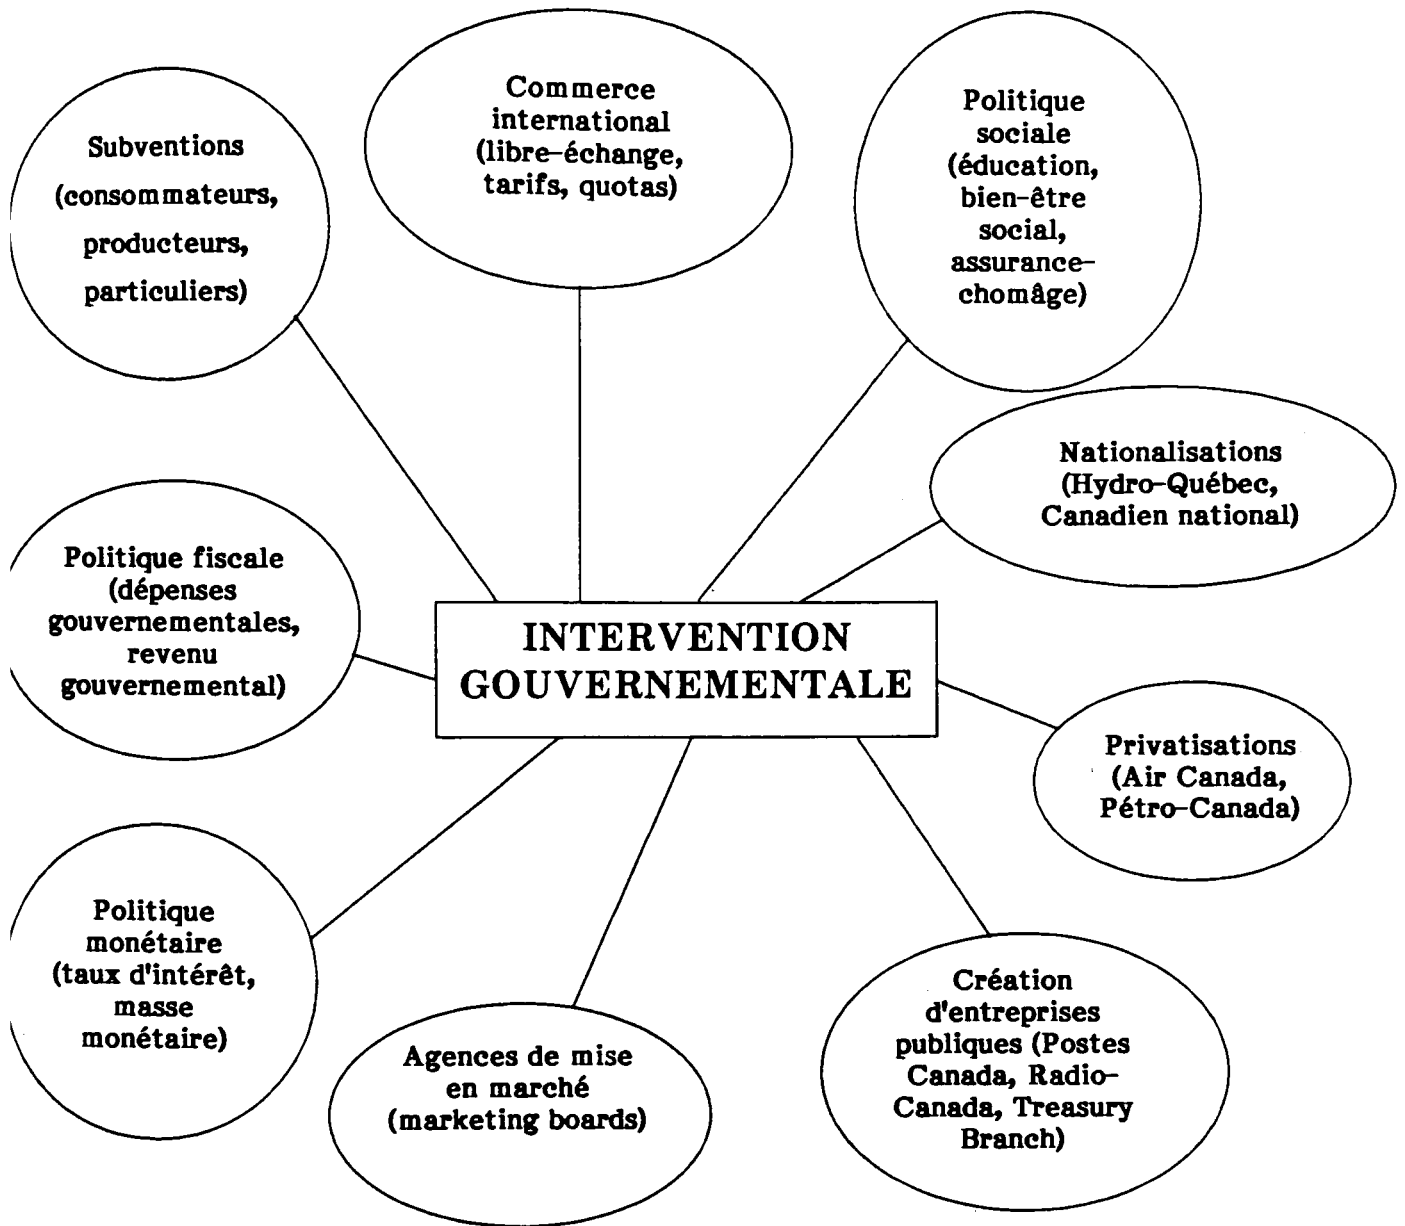 Commerce
international
(libre-échange,
tarifs, quotas)
Politique
sociale
(éducation,
bien-être
social,
assurance-
chomâge)
Subventions
(consommateurs,
producteurs,
particuliers)
Nationalisations
(Hydro-Québec,
Canadien national)
Politique fiscale
(dépenses
gouvernementales,
revenu
gouvernemental)
INTERVENTION
GOUVERNEMENTALE
Privatisations
(Air Canada,
Pétro-Canada)
Politique
monétaire
(taux d'intérêt,
masse
monétaire)
Agences de mise
en marché
(marketing boards)
Création
d'entreprises
publiques (Postes
Canada, Radio-
Canada, Treasury
Branch)